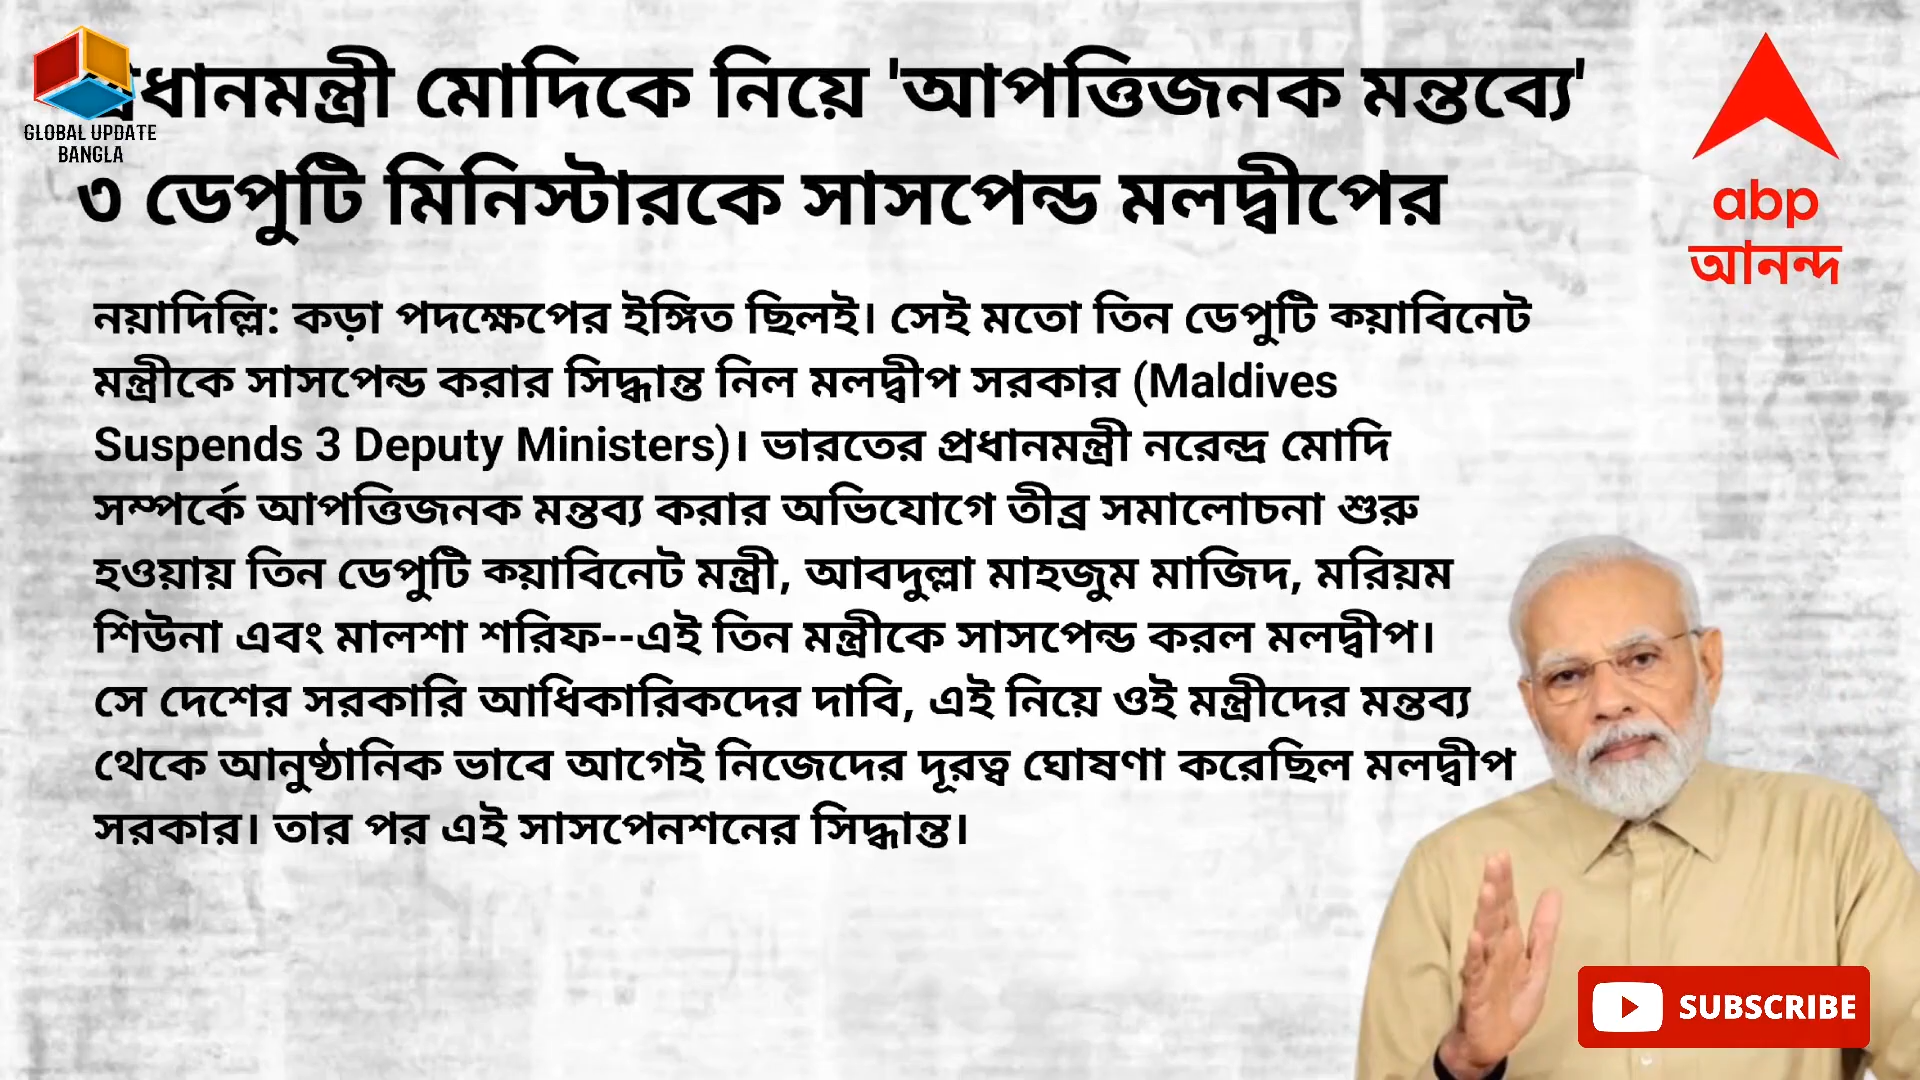 GLOBAL UPDATE
BANGLA
প্রধানমন্ত্রী মোদিকে নিয়ে 'আপত্তিজনক মন্তব্যে'
৩ ডেপুটি মিনিস্টারকে সাসপেন্ড মলদ্বীপের
abp
আনন্দ
নয়াদিল্লি: কড়া পদক্ষেপের ইঙ্গিত ছিলই। সেই মতো তিন ডেপুটি ক্যাবিনেট
মন্ত্রীকে সাসপেন্ড করার সিদ্ধান্ত নিল মলদ্বীপ সরকার (Maldives
Suspends 3 Deputy Ministers)। ভারতের প্রধানমন্ত্রী নরেন্দ্র মোদি
সম্পর্কে আপত্তিজনক মন্তব্য করার অভিযোগে তীব্র সমালোচনা শুরু
হওয়ায় তিন ডেপুটি ক্যাবিনেট মন্ত্রী, আবদুল্লা মাহজুম মাজিদ, মরিয়ম
শিউনা এবং মালশা শরিফ--এই তিন মন্ত্রীকে সাসপেন্ড করল মলদ্বীপ।
সে দেশের সরকারি আধিকারিকদের দাবি, এই নিয়ে ওই মন্ত্রীদের মন্তব্য
থেকে আনুষ্ঠানিক ভাবে আগেই নিজেদের দূরত্ব ঘোষণা করেছিল মলদ্বীপ
সরকার। তার পর এই সাসপেনশনের সিদ্ধান্ত।
SUBSCRIBE